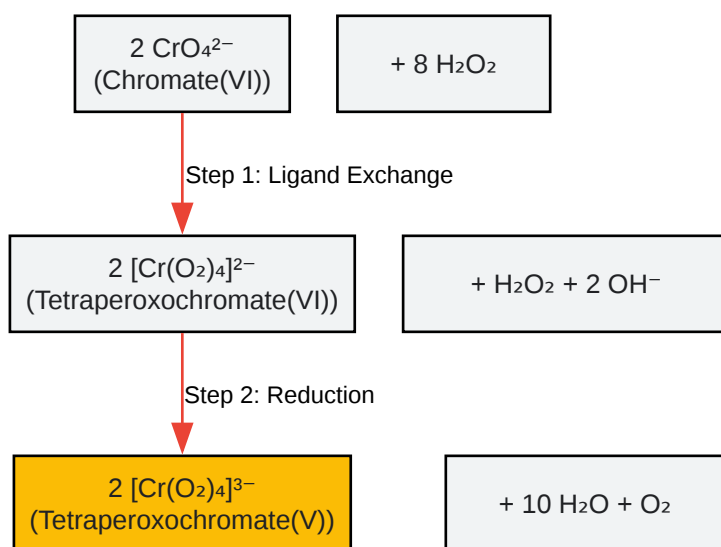 2 CrO₄²⁻
(Chromate(VI))
+ 8 H₂O₂
Step 1: Ligand Exchange
2 [Cr(O₂)₄]²⁻
(Tetraperoxochromate(VI))
+ H₂O₂ + 2 OH⁻
Step 2: Reduction
2 [Cr(O₂)₄]³⁻
(Tetraperoxochromate(V))
+ 10 H₂O + O₂